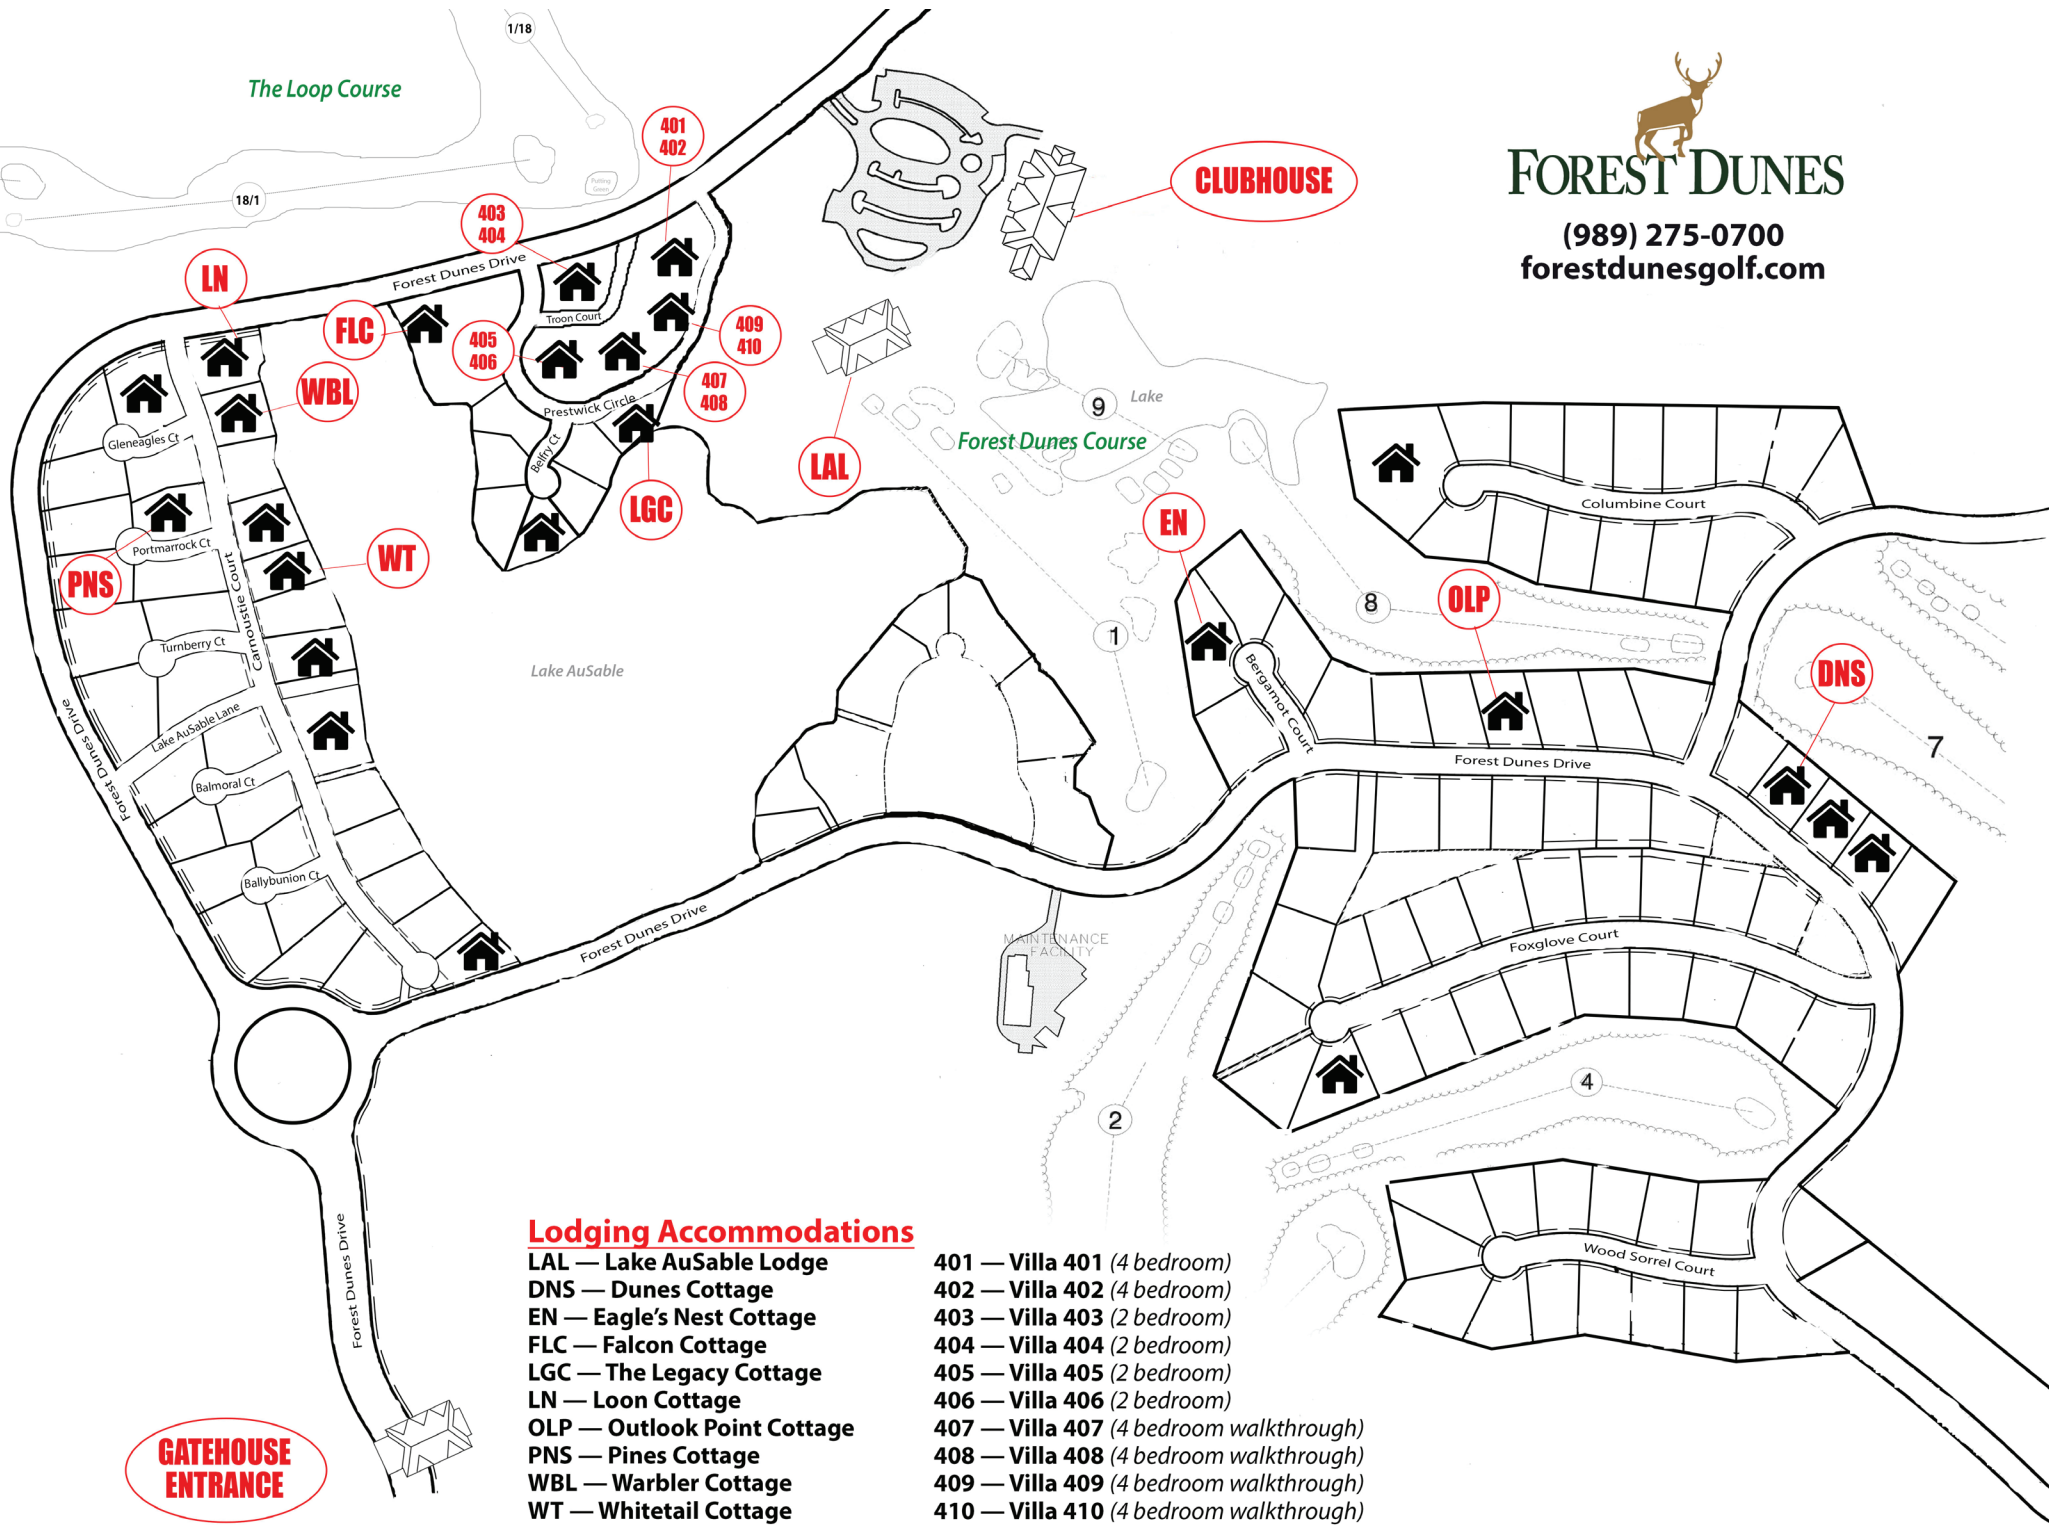 1/18
The Loop Course
401
402
Putting
Green
18/1
403
404
CLUBHOUSE
FOREST DUNES
(989) 275-0700
forestdunesgolf.com
LN
Forest Dunes Drive
FLC
Troon Court
405
406
409
410
WBL
407
408
Prestwick Circle
9
Lake
Gleneagles Ct
Belfry Ct
Forest Dunes Course
LAL
LGC
EN
Columbine Court
Portmarrock Ct
PNS
WT
Carnoustie Court
OLP
8
1
Turnberry Ct
Lake AuSable
Bergamot Court
DNS
Lake AuSable Lane
Forest Dunes Drive
7
Forest Dunes Drive
Balmoral Ct
Ballybunion Ct
Forest Dunes Drive
MAINTENANCE
FACILITY
Foxglove Court
4
2
Forest Dunes Drive
Wood Sorrel Court
GATEHOUSE
ENTRANCE
Lodging Accommodations
LAL — Lake AuSable Lodge
DNS — Dunes Cottage
EN — Eagle's Nest Cottage
FLC — Falcon Cottage
LGC — The Legacy Cottage
LN — Loon Cottage
OLP — Outlook Point Cottage
PNS — Pines Cottage
WBL — Warbler Cottage
WT — Whitetail Cottage
401 — Villa 401 (4 bedroom)
402 — Villa 402 (4 bedroom)
403 — Villa 403 (2 bedroom)
404 — Villa 404 (2 bedroom)
405 — Villa 405 (2 bedroom)
406 — Villa 406 (2 bedroom)
407 — Villa 407 (4 bedroom walkthrough)
408 — Villa 408 (4 bedroom walkthrough)
409 — Villa 409 (4 bedroom walkthrough)
410 — Villa 410 (4 bedroom walkthrough)